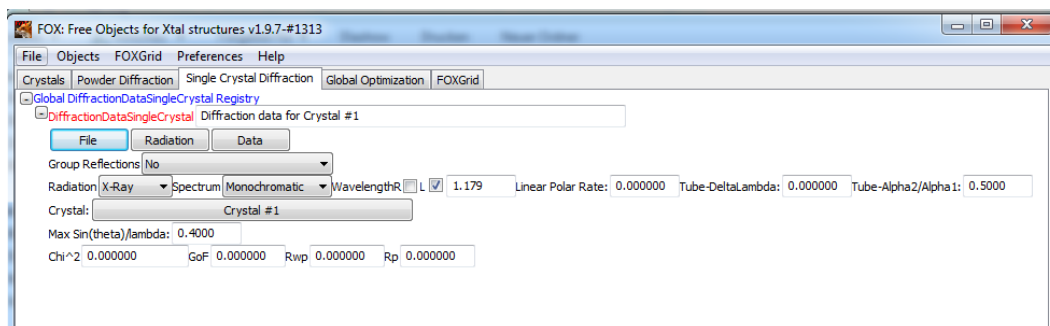 FOX: Free Objects for Xtal structures v1.9.7-#1313
File Objects FOXGrid Preferences Help
Crystals Powder Diffraction Single Crystal Diffraction Global Optimization FOXGrid
Global DiffractionDataSingleCrystal Registry
DiffractionDataSingleCrystal Diffraction data for Crystal #1
File Radiation Data
Group Reflections No
Radiation X-Ray Spectrum Monochromatic WavelengthR L 1.179 Linear Polar Rate: 0.000000 Tube-DeltaLambda: 0.000000 Tube-Alpha2/Alpha1: 0.5000
Crystal: Crystal #1
Max Sin(theta)/lambda: 0.4000
Chi^2 0.000000 GoF 0.000000 Rwp 0.000000 Rp 0.000000